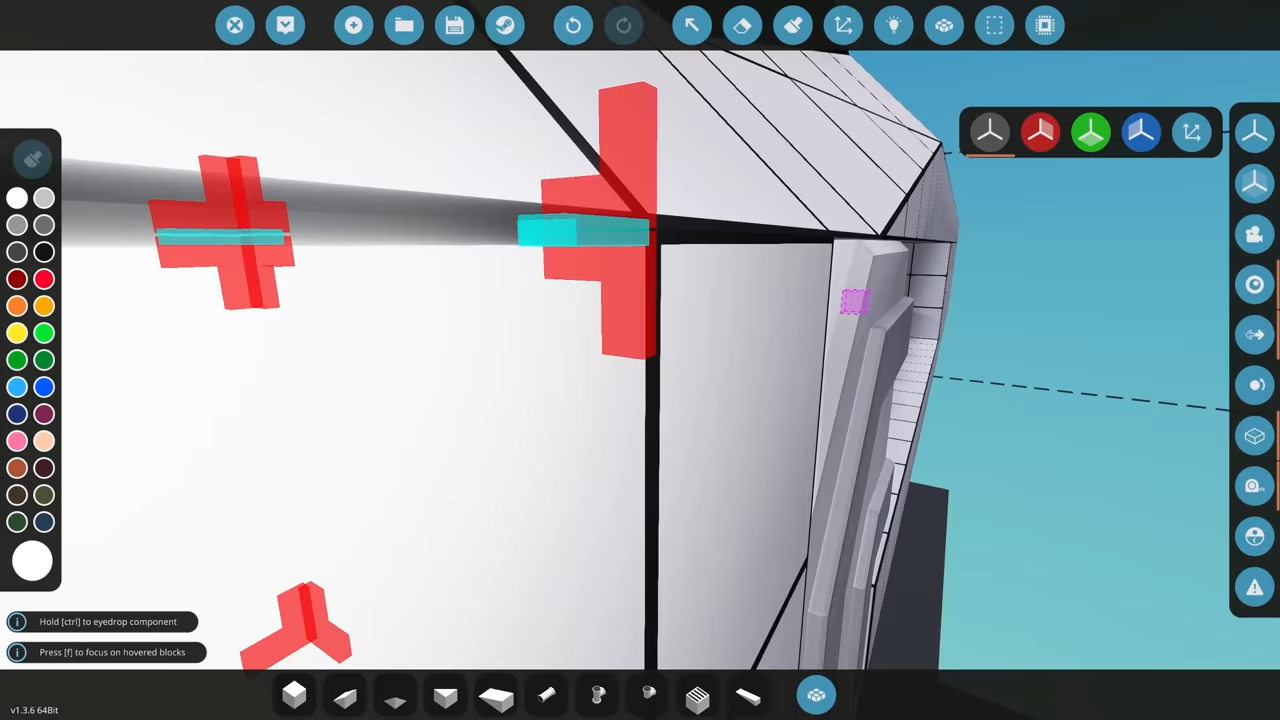 Hold [ctrl] to eyedrop component
Press [f] to focus on hovered blocks
v1.3.6 64Bit